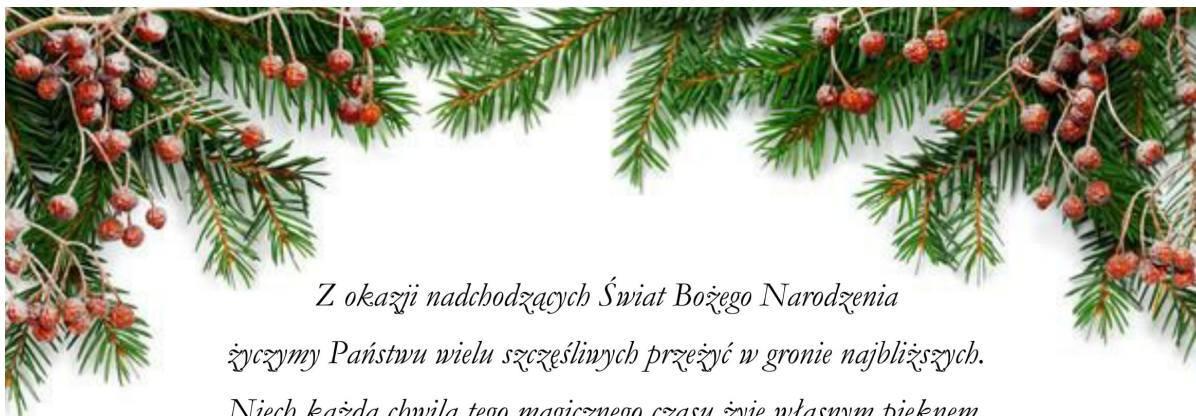 Z okazji nadchodzących Świat Bożego Narodzenia
życzymy Państwu wielu szczęśliwych przeżyć w gronie najbliższych.
Niech każda chwila tego magicznego czasu żyje własnym pięknem